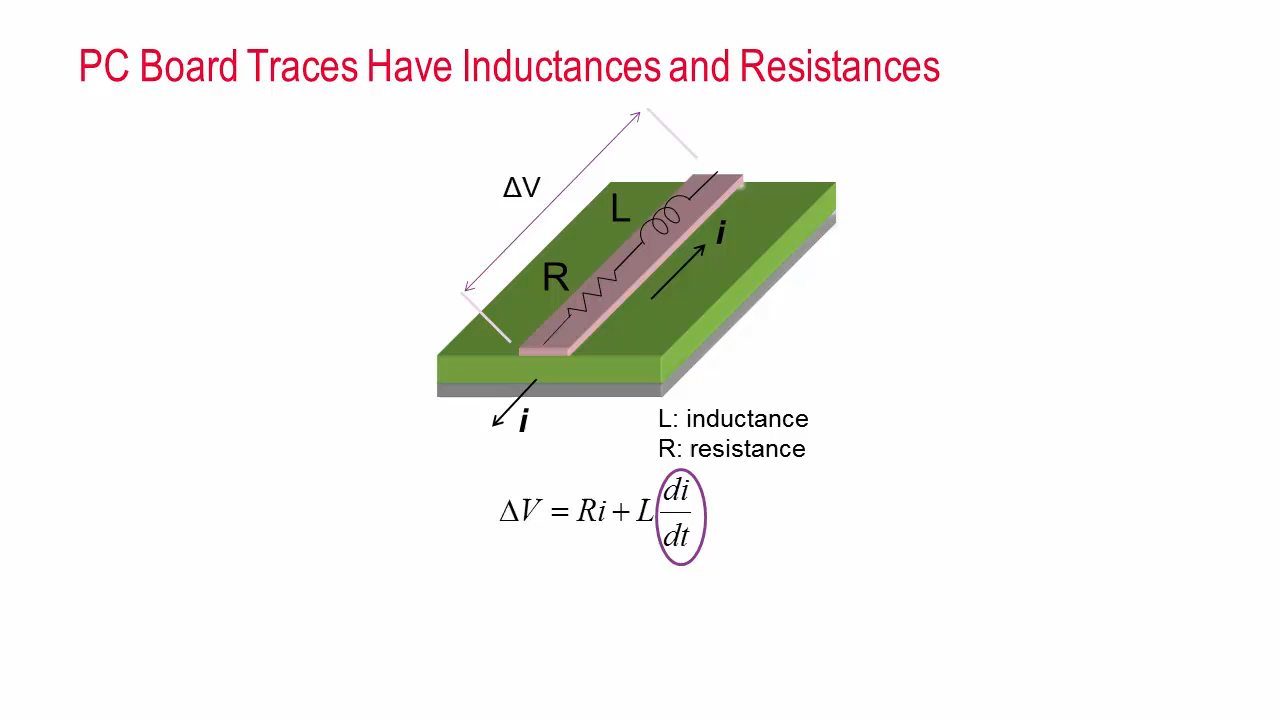 PC Board Traces Have Inductances and Resistances
ΔV
L
i
R
i
L: inductance
R: resistance
ΔV = Ri + L di/dt